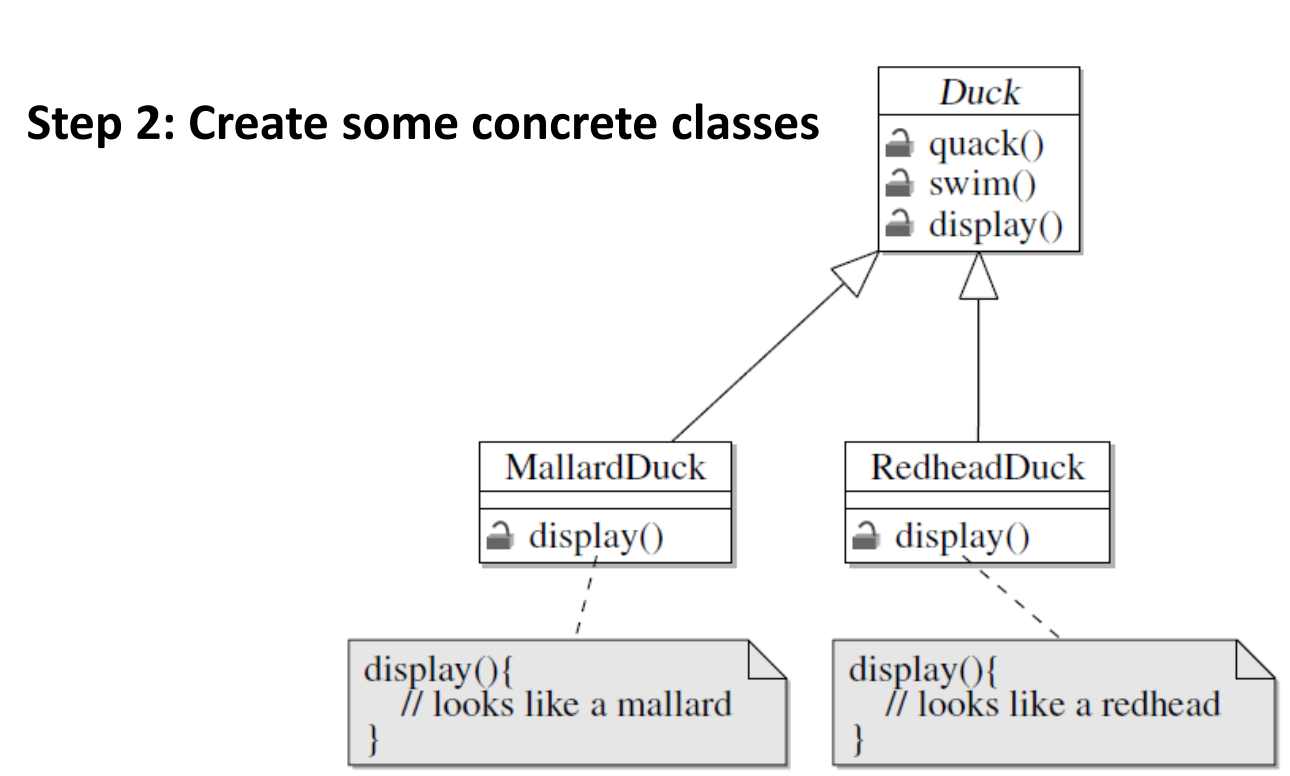 Step 2: Create some concrete classes
Duck
quack()
swim()
display()
MallardDuck
display()
RedheadDuck
display()
display(){
// looks like a mallard
}
display(){
// looks like a redhead
}